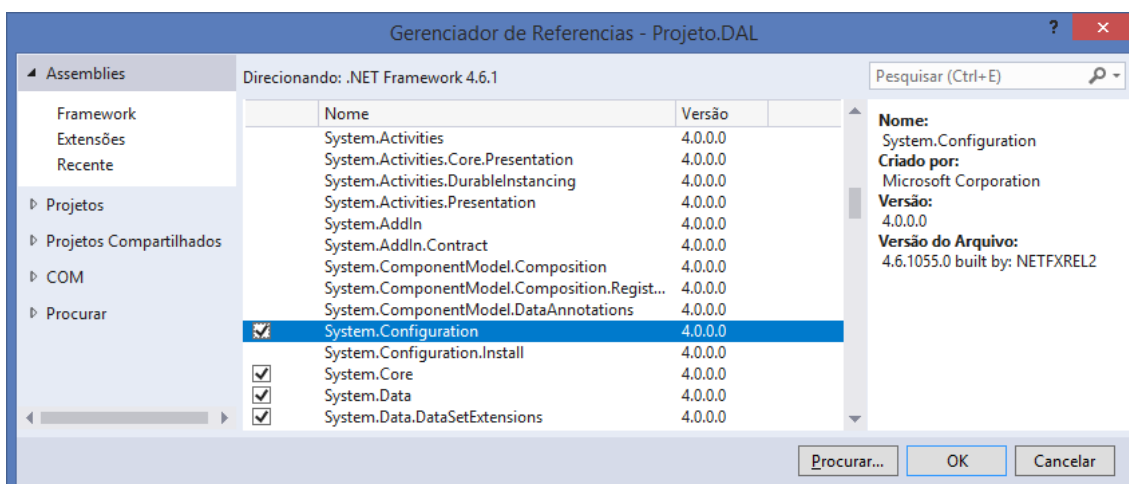 Gerenciador de Referencias - Projeto.DAL
?
×
Assemblies
Framework
Extensões
Recente
Projetos
Projetos Compartilhados
COM
Procurar
Direcionando: .NET Framework 4.6.1
Nome Versão
System.Activities 4.0.0.0
System.Activities.Core.Presentation 4.0.0.0
System.Activities.DurableInstancing 4.0.0.0
System.Activities.Presentation 4.0.0.0
System.AddIn 4.0.0.0
System.AddIn.Contract 4.0.0.0
System.ComponentModel.Composition 4.0.0.0
System.ComponentModel.Composition.Regist... 4.0.0.0
System.ComponentModel.DataAnnotations 4.0.0.0
System.Configuration 4.0.0.0
System.Configuration.Install 4.0.0.0
System.Core 4.0.0.0
System.Data 4.0.0.0
System.Data.DataSetExtensions 4.0.0.0
Pesquisar (Ctrl+E)
Nome:
System.Configuration
Criado por:
Microsoft Corporation
Versão:
4.0.0.0
Versão do Arquivo:
4.6.1055.0 built by: NETFXREL2
Procurar... OK Cancelar